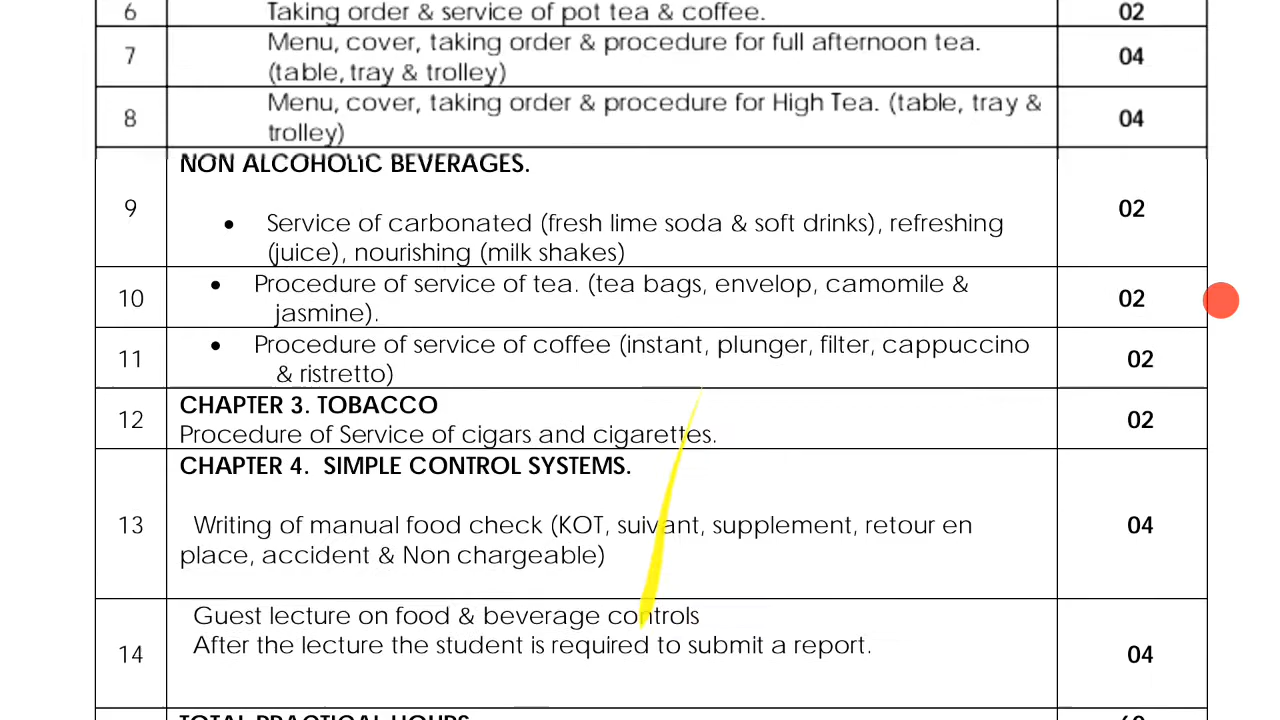 6 Taking order & service of pot tea & coffee. 02
7 Menu, cover, taking order & procedure for full afternoon tea. (table, tray & trolley) 04
8 Menu, cover, taking order & procedure for High Tea. (table, tray & trolley) 04
NON ALCOHOLIC BEVERAGES.
9 • Service of carbonated (fresh lime soda & soft drinks), refreshing (juice), nourishing (milk shakes) 02
10 • Procedure of service of tea. (tea bags, envelop, camomile & jasmine). 02
11 • Procedure of service of coffee (instant, plunger, filter, cappuccino & ristretto) 02
CHAPTER 3. TOBACCO
12 Procedure of Service of cigars and cigarettes. 02
CHAPTER 4. SIMPLE CONTROL SYSTEMS.
13 Writing of manual food check (KOT, suivant, supplement, retour en place, accident & Non chargeable) 04
Guest lecture on food & beverage controls
14 After the lecture the student is required to submit a report. 04
TOTAL PRACTICAL HOURS 60